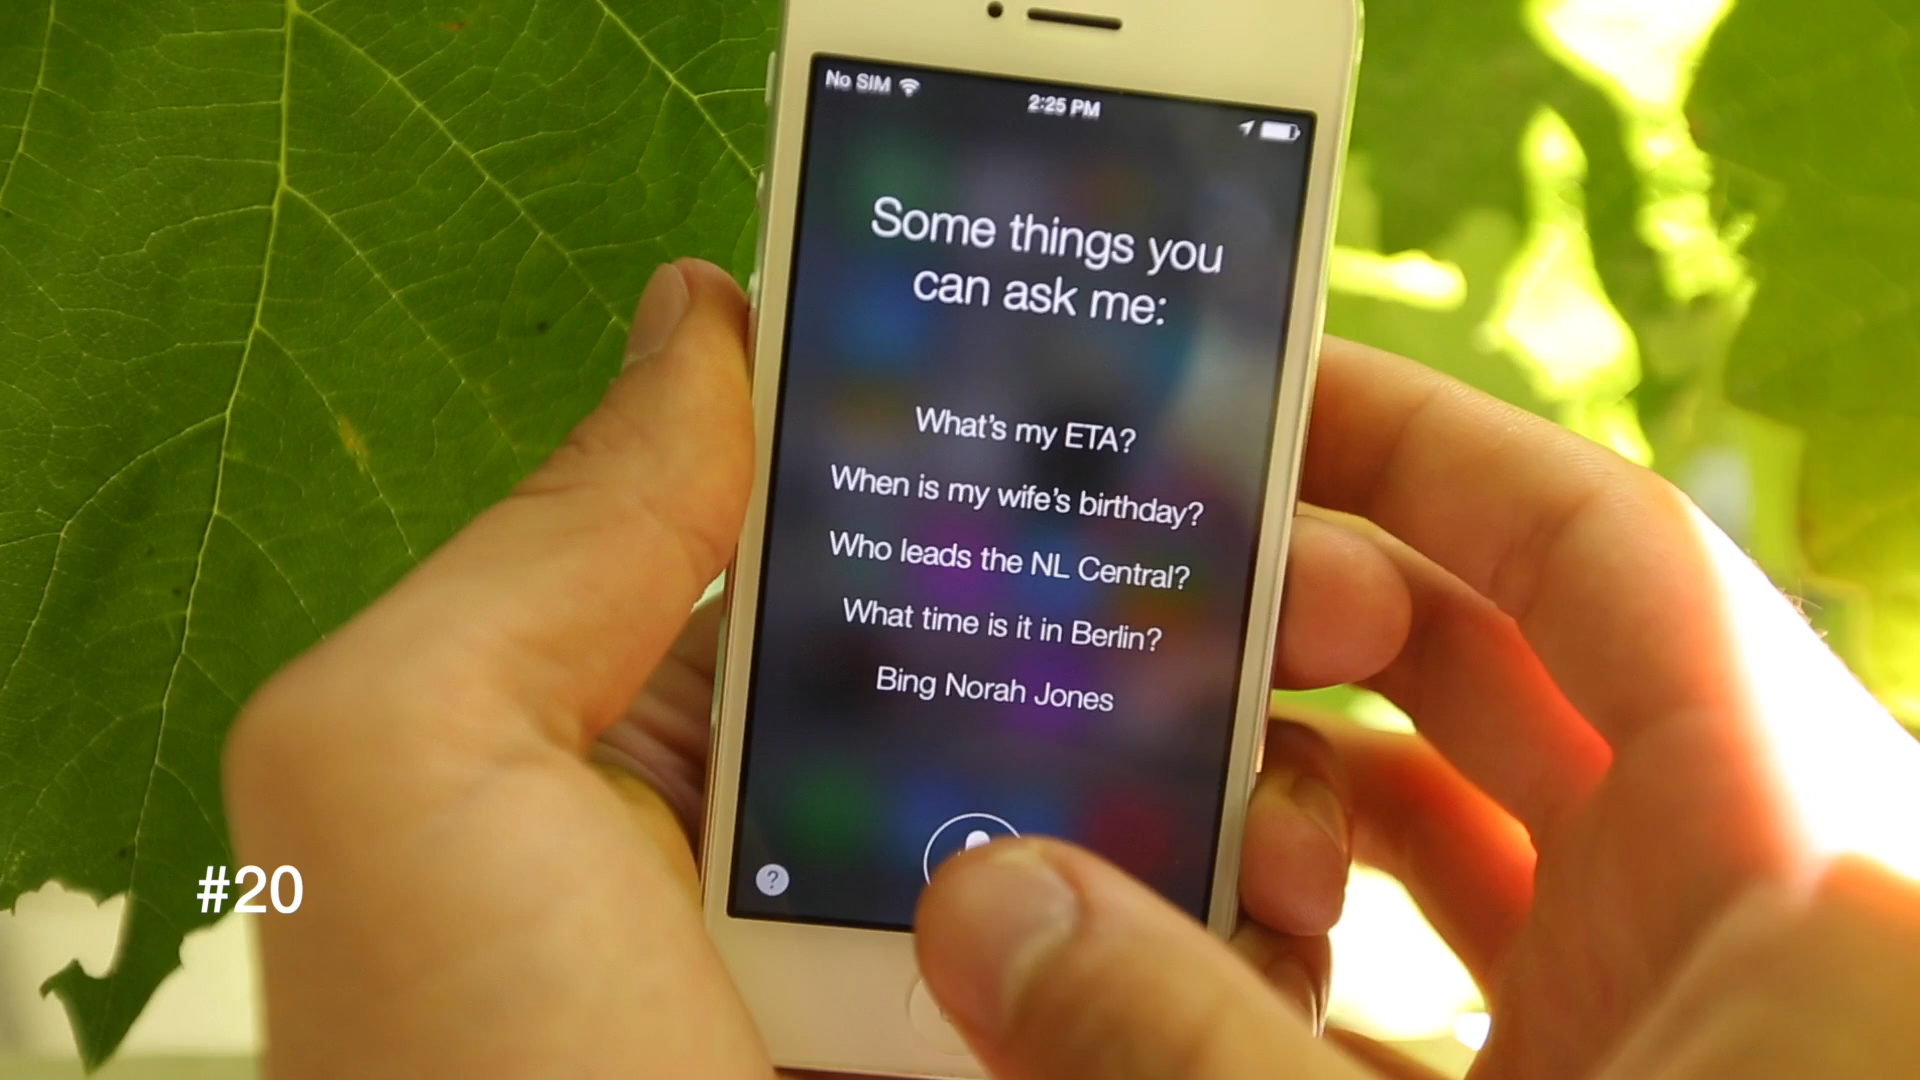 No SIM
2:25 PM
Some things you
can ask me:
What's my ETA?
When is my wife's birthday?
Who leads the NL Central?
What time is it in Berlin?
Bing Norah Jones
?
#20